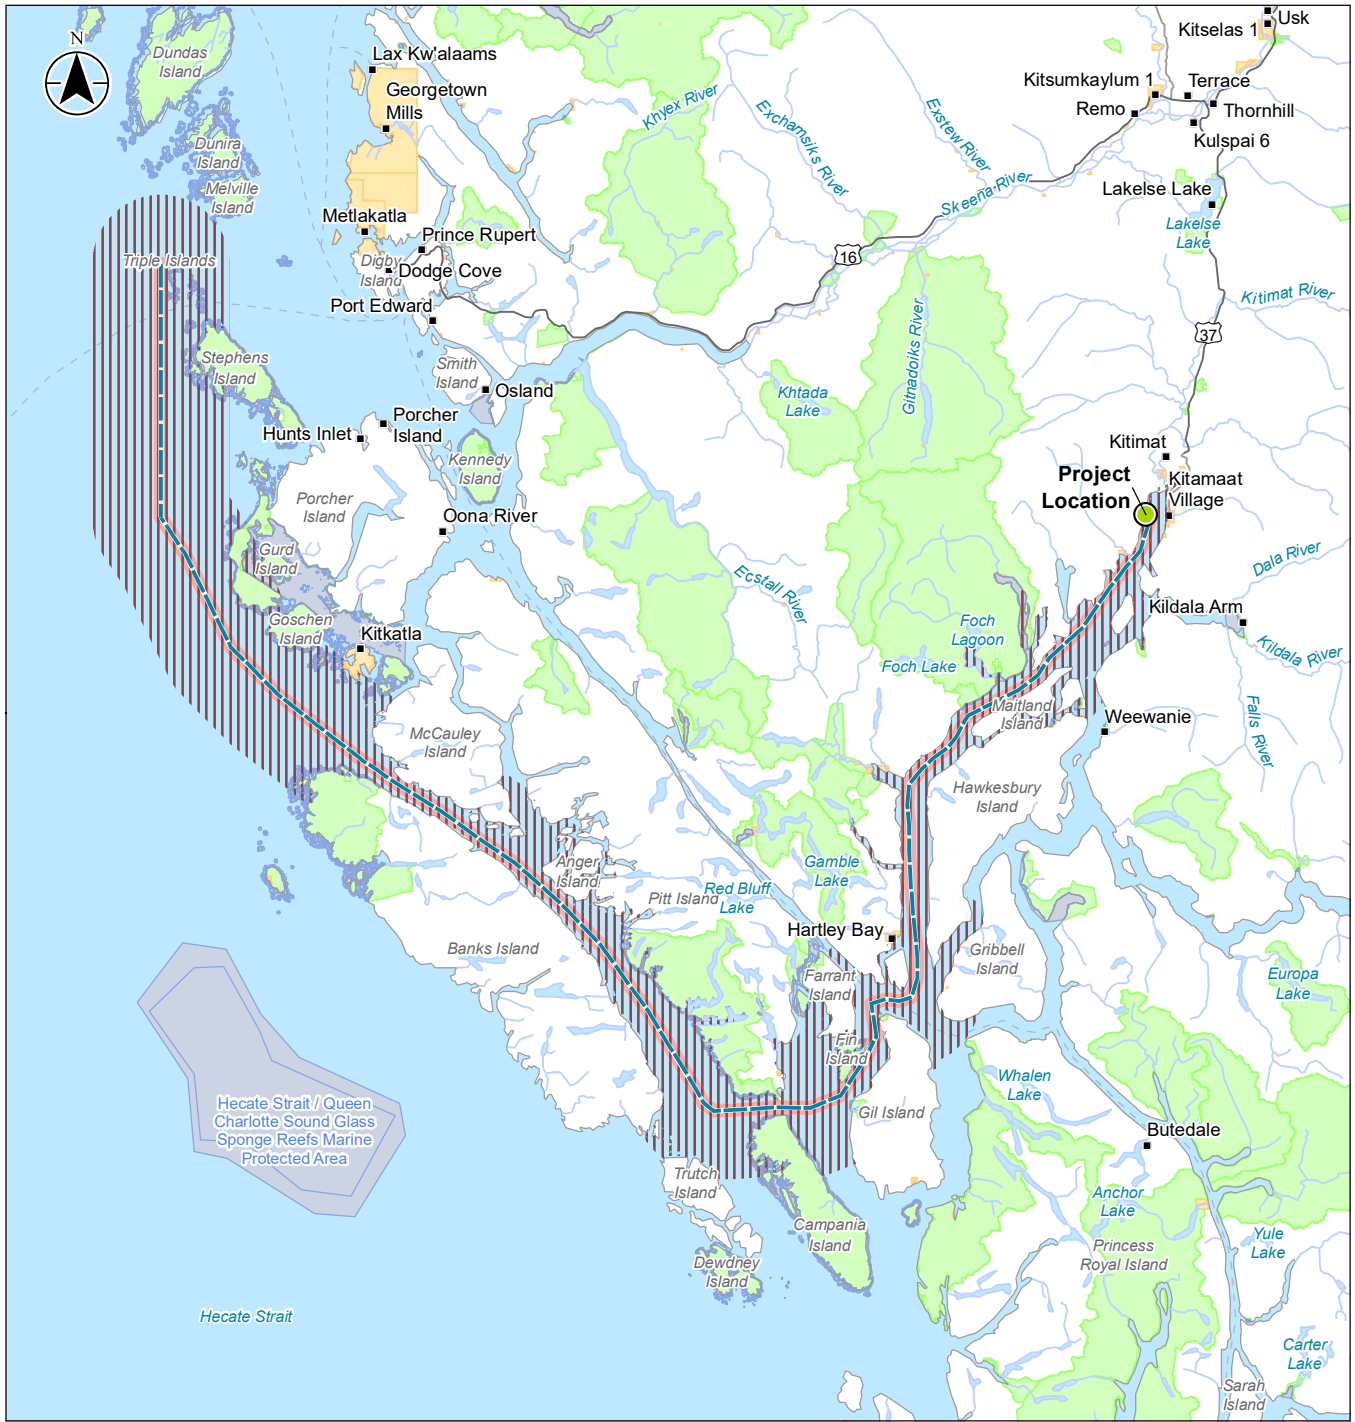 N
Dundas
Island
Lax Kw'alaams
Georgetown
Mills
Dunira
Island
Melville
Island
Khyex River
Exchamsiks River
Exstew River
Skeena River
Usk
Kitselas 1
Kitsumkaylum 1
Terrace
Remo
Thornhill
Kulspai 6
Lakelse Lake
Lakelse
Lake
Metlakatla
Prince Rupert
Digby
Island
Dodge Cove
Port Edward
Triple Islands
16
Kitimat River
37
Stephens
Island
Smith
Island
Osland
Gitnadoiks River
Khtada
Lake
Porcher
Island
Hunts Inlet
Kennedy
Island
Kitimat
Project
Location
Kitamaat
Village
Porcher
Island
Oona River
Gurd
Island
Ecstall River
Dala River
Goschen
Island
Kitkatla
Foch
Lagoon
Foch Lake
Kildala Arm
Kildala River
Maitland
Island
Weewanie
Falls River
McCauley
Island
Hawkesbury
Island
Anger
Island
Pitt Island
Red Bluff
Lake
Gamble
Lake
Hartley Bay
Banks Island
Gribbell
Island
Farrant
Island
Europa
Lake
Fin
Island
Whalen
Lake
Gil Island
Hecate Strait / Queen
Charlotte Sound Glass
Sponge Reefs Marine
Protected Area
Butedale
Trutch
Island
Anchor
Lake
Campania
Island
Princess
Royal Island
Yule
Lake
Dewdney
Island
Hecate Strait
Carter
Lake
Sarah
Island